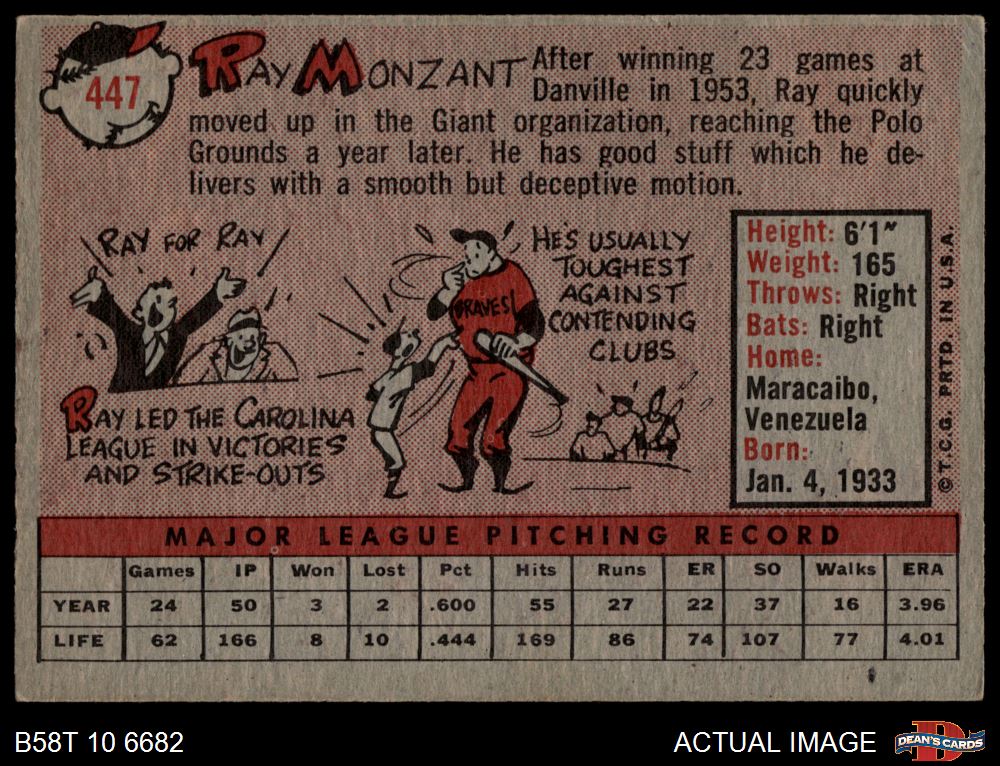 447
RAY MONZANT
After winning 23 games at
Danville in 1953, Ray quickly
moved up in the Giant organization, reaching the Polo
Grounds a year later. He has good stuff which he de-
livers with a smooth but deceptive motion.
RAY FOR RAY
RAY LED THE CAROLINA
LEAGUE IN VICTORIES
AND STRIKE-OUTS
BRAVES
HE'S USUALLY
TOUGHEST
AGAINST
CONTENDING
CLUBS
Height: 6'1"
Weight: 165
Throws: Right
Bats: Right
Home:
Maracaibo,
Venezuela
Born:
Jan. 4, 1933
©T.C.G. PRTD. IN U.S.A.
MAJOR LEAGUE PITCHING RECORD
Games IP Won Lost Pct Hits Runs ER SO Walks ERA
YEAR 24 50 3 2 .600 55 27 22 37 16 3.96
LIFE 62 166 8 10 .444 169 86 74 107 77 4.01
B58T 10 6682
ACTUAL IMAGE
DEAN'S CARDS